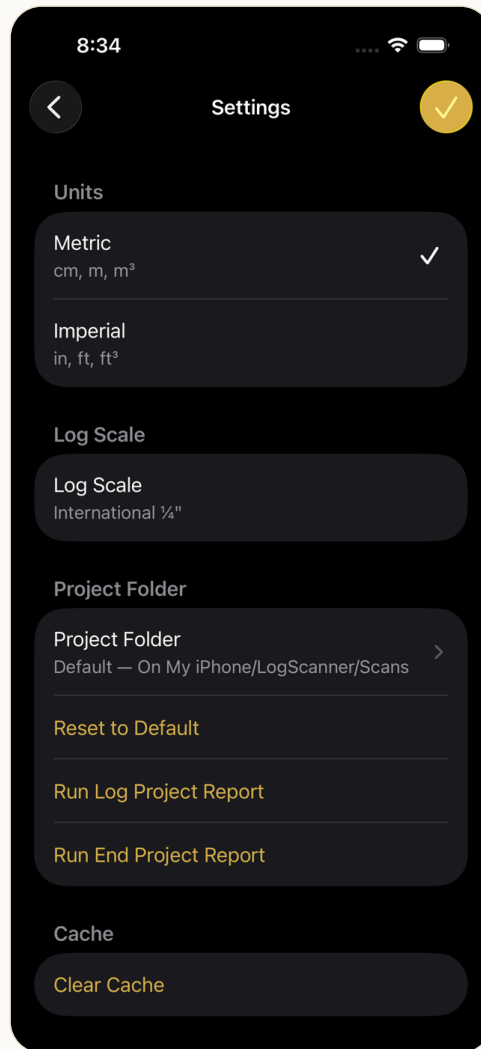 8:34
Settings
Units
Metric
cm, m, m³
Imperial
in, ft, ft³
Log Scale
Log Scale
International ¼"
Project Folder
Project Folder
Default — On My iPhone/LogScanner/Scans
Reset to Default
Run Log Project Report
Run End Project Report
Cache
Clear Cache